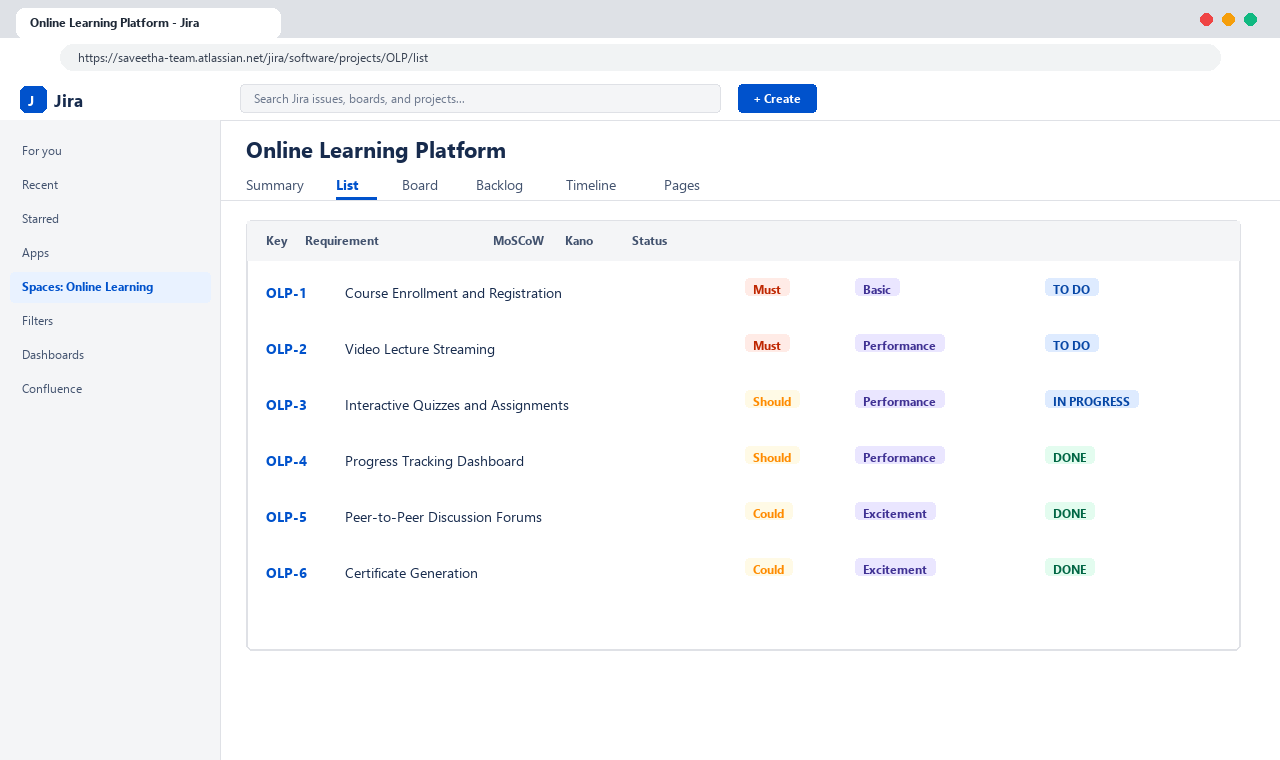 Online Learning Platform - Jira
https://saveetha-team.atlassian.net/jira/software/projects/OLP/list
J Jira
Search Jira issues, boards, and projects...
+ Create
For you
Recent
Starred
Apps
Spaces: Online Learning
Filters
Dashboards
Confluence
Online Learning Platform
Summary List Board Backlog Timeline Pages
Key Requirement MoSCoW Kano Status
OLP-1 Course Enrollment and Registration Must Basic TO DO
OLP-2 Video Lecture Streaming Must Performance TO DO
OLP-3 Interactive Quizzes and Assignments Should Performance IN PROGRESS
OLP-4 Progress Tracking Dashboard Should Performance DONE
OLP-5 Peer-to-Peer Discussion Forums Could Excitement DONE
OLP-6 Certificate Generation Could Excitement DONE